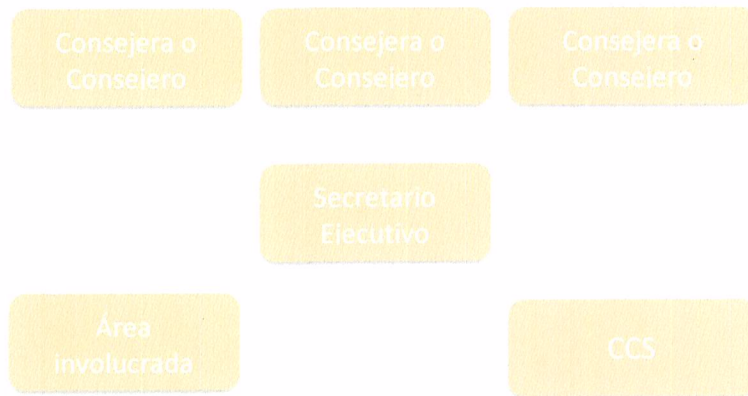 Consejera o
Consejero
Consejera o
Consejero
Consejera o
Consejero
Secretario
Ejecutivo
Área
involucrada
CCS